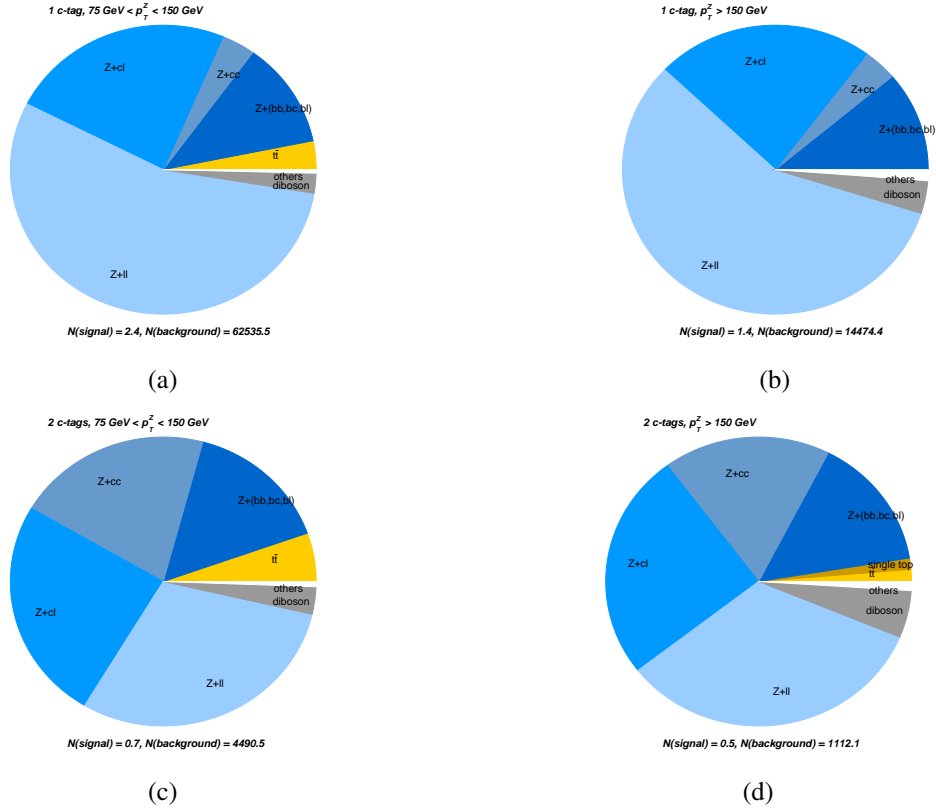 1 c-tag, 75 GeV < p_T^Z < 150 GeV
Z+cl
Z+cc
Z+(bb,bc,bl)
tt̄
others
diboson
Z+ll
N(signal) = 2.4, N(background) = 62535.5
(a)
1 c-tag, p_T^Z > 150 GeV
Z+cl
Z+cc
Z+(bb,bc,bl)
others
diboson
Z+ll
N(signal) = 1.4, N(background) = 14474.4
(b)
2 c-tags, 75 GeV < p_T^Z < 150 GeV
Z+cc
Z+(bb,bc,bl)
tt̄
others
diboson
Z+cl
Z+ll
N(signal) = 0.7, N(background) = 4490.5
(c)
2 c-tags, p_T^Z > 150 GeV
Z+cc
Z+(bb,bc,bl)
single top
tt̄
others
diboson
Z+cl
Z+ll
N(signal) = 0.5, N(background) = 1112.1
(d)